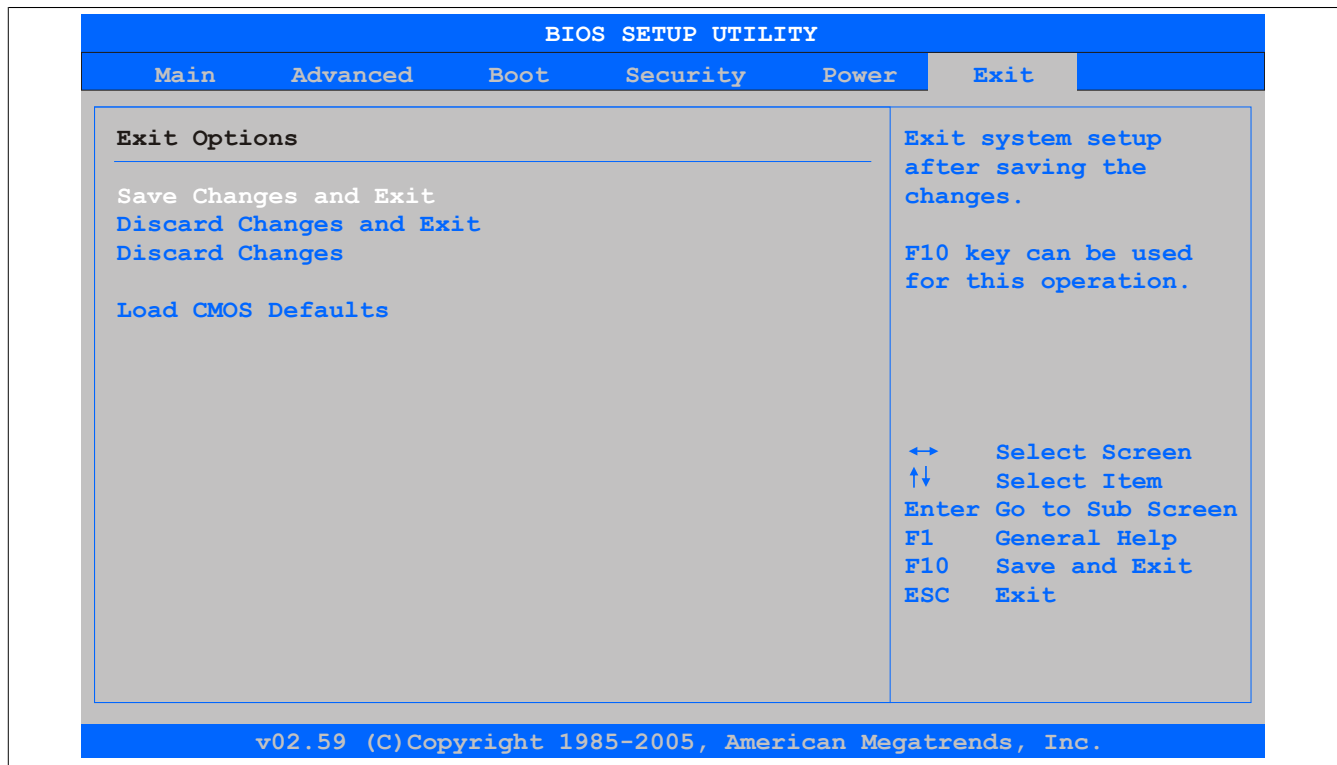 BIOS SETUP UTILITY
Main Advanced Boot Security Power Exit
Exit Options
Save Changes and Exit
Discard Changes and Exit
Discard Changes
Load CMOS Defaults
Exit system setup
after saving the
changes.
F10 key can be used
for this operation.
↔ Select Screen
↑↓ Select Item
Enter Go to Sub Screen
F1 General Help
F10 Save and Exit
ESC Exit
v02.59 (C)Copyright 1985-2005, American Megatrends, Inc.